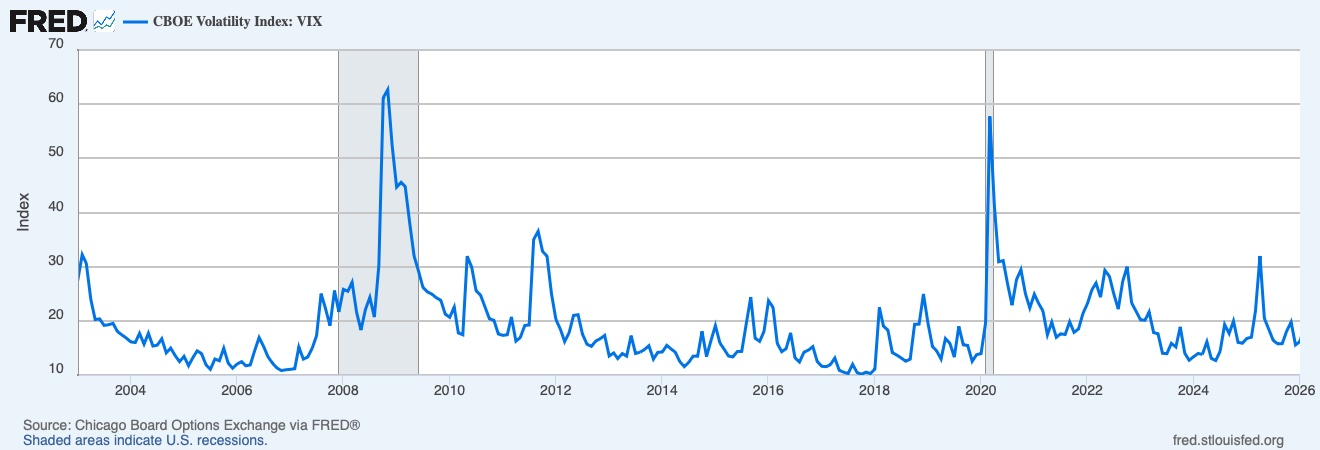 FRED CBOE Volatility Index: VIX
70
60
50
40
30
20
10
Index
2004 2006 2008 2010 2012 2014 2016 2018 2020 2022 2024 2026
Source: Chicago Board Options Exchange via FRED®
Shaded areas indicate U.S. recessions. fred.stlouisfed.org